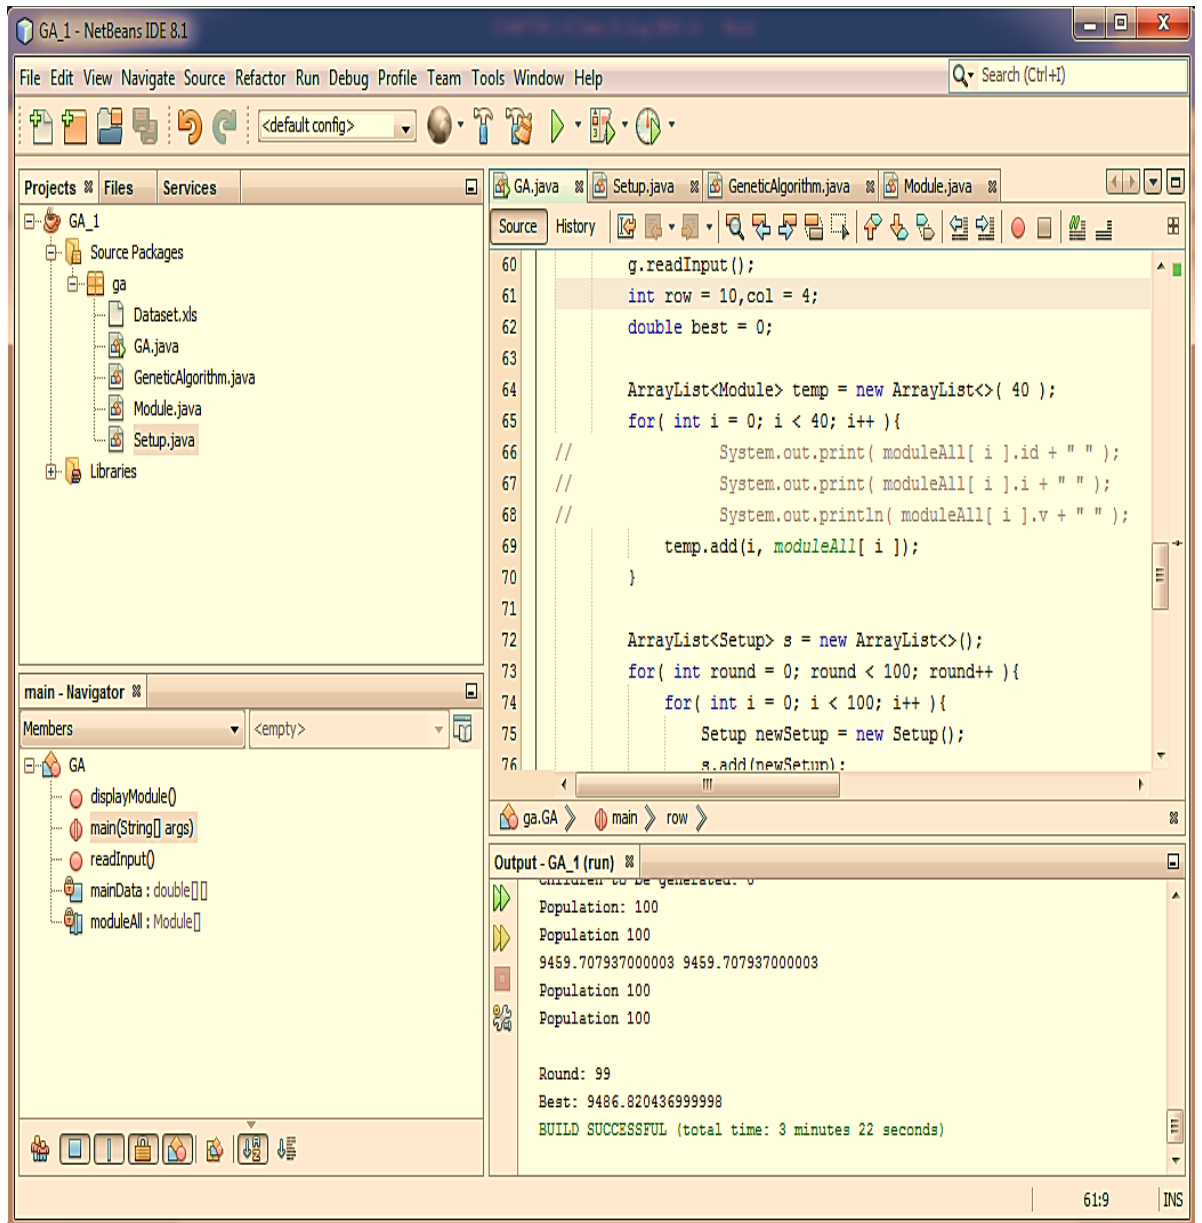 GA_1 - NetBeans IDE 8.1
File Edit View Navigate Source Refactor Run Debug Profile Team Tools Window Help
Search (Ctrl+I)
<default config>
Projects Files Services
GA_1
Source Packages
ga
Dataset.xls
GA.java
GeneticAlgorithm.java
Module.java
Setup.java
Libraries
main - Navigator
Members <empty>
GA
displayModule()
main(String[] args)
readInput()
mainData : double[][]
moduleAll : Module[]
GA.java Setup.java GeneticAlgorithm.java Module.java
Source History
60 g.readInput();
61 int row = 10,col = 4;
62 double best = 0;
63
64 ArrayList<Module> temp = new ArrayList<>( 40 );
65 for( int i = 0; i < 40; i++ ){
66 // System.out.print( moduleAll[ i ].id + " " );
67 // System.out.print( moduleAll[ i ].i + " " );
68 // System.out.println( moduleAll[ i ].v + " " );
69 temp.add(i, moduleAll[ i ]);
70 }
71
72 ArrayList<Setup> s = new ArrayList<>();
73 for( int round = 0; round < 100; round++ ){
74 for( int i = 0; i < 100; i++ ){
75 Setup newSetup = new Setup();
76 s.add(newSetup);
ga.GA main row
Output - GA_1 (run)
Children to be generated: 0
Population: 100
Population 100
9459.707937000003 9459.707937000003
Population 100
Population 100
Round: 99
Best: 9486.820436999998
BUILD SUCCESSFUL (total time: 3 minutes 22 seconds)
61:9 INS